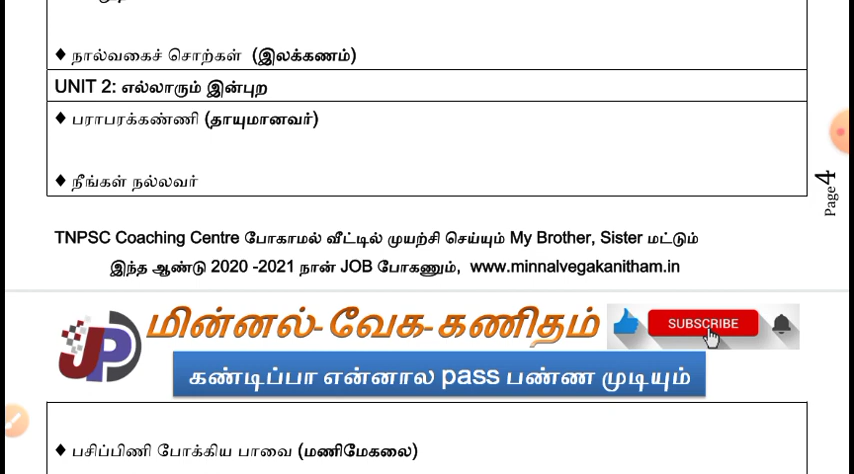 ♦ நால்வகைச் சொற்கள் (இலக்கணம்)
UNIT 2: எல்லாரும் இன்புற
♦ பராபரக்கண்ணி (தாயுமானவர்)
♦ நீங்கள் நல்லவர்
Page4
TNPSC Coaching Centre போகாமல் வீட்டில் முயற்சி செய்யும் My Brother, Sister மட்டும்
இந்த ஆண்டு 2020 -2021 நான் JOB போகணும், www.minnalvegakanitham.in
JP
மின்னல்-வேக-கணிதம்
SUBSCRIBE
கண்டிப்பா என்னால pass பண்ண முடியும்
♦ பசிப்பிணி போக்கிய பாவை (மணிமேகலை)